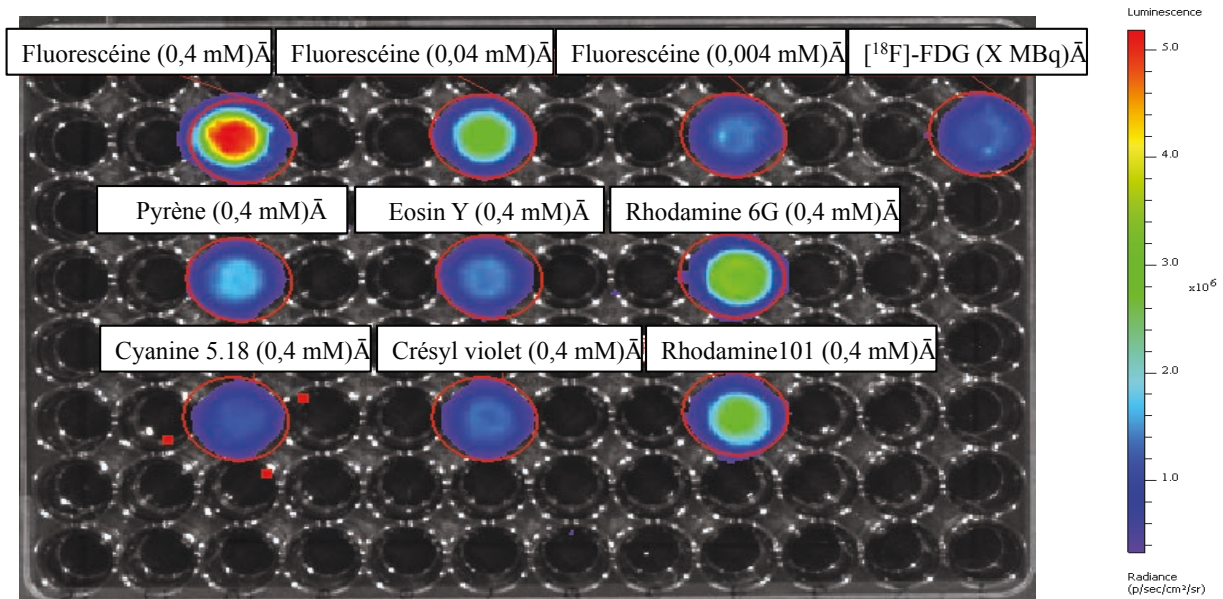 Luminescence
Fluorescéine (0,4 mM)Ā
Fluorescéine (0,04 mM)Ā
Fluorescéine (0,004 mM)Ā
[¹⁸F]-FDG (X MBq)Ā
Pyrène (0,4 mM)Ā
Eosin Y (0,4 mM)Ā
Rhodamine 6G (0,4 mM)Ā
Cyanine 5.18 (0,4 mM)Ā
Crésyl violet (0,4 mM)Ā
Rhodamine101 (0,4 mM)Ā
5.0
4.0
3.0
x10⁶
2.0
1.0
Radiance
(p/sec/cm²/sr)